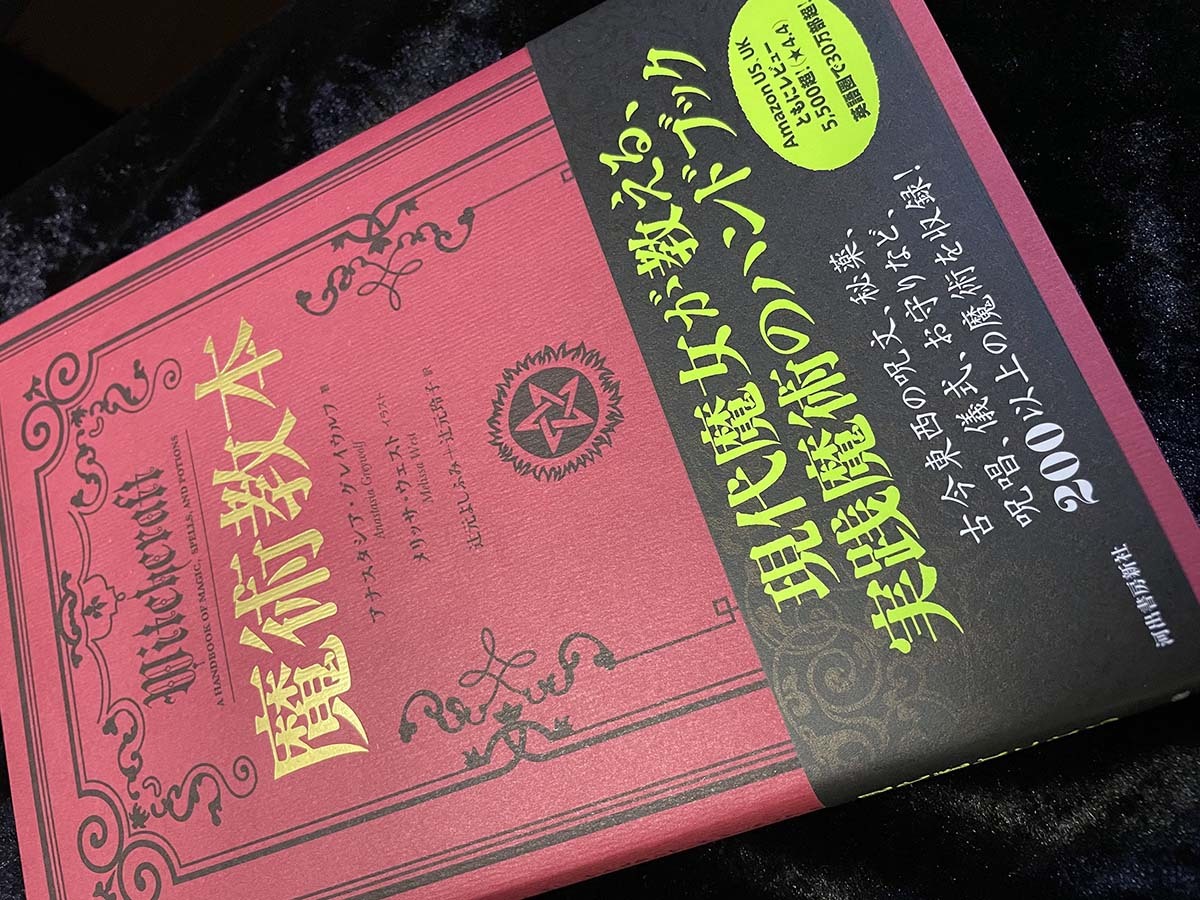 Witchcraft
A HANDBOOK OF MAGIC, SPELLS, AND POTIONS
魔術教本
アナスタシア・グレイウルフ 著
Anastasia Greywolf
メリッサ・ウェスト イラスト
Melissa West
辻元よしふみ+辻元玲子 訳
Amazon US、UK
ともにレビュー
5,500超!(★4.4)
英語圏で30万部超!
現代魔女が教える、
実践魔術のハンドブック
古今東西の呪文、秘薬、
呪唱、儀式、お守りなど、
200以上の魔術を収録!
河出書房新社